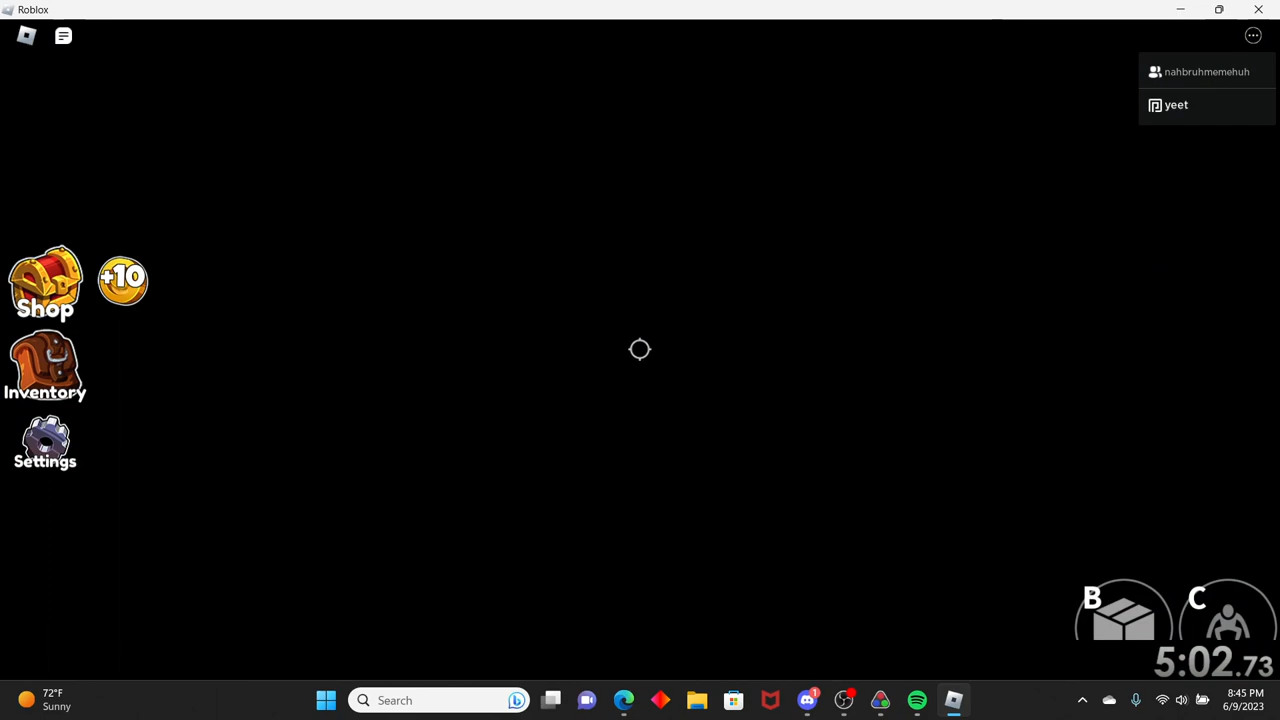 Roblox
nahbruhmemehuh
yeet
+10
Shop
Inventory
Settings
B
C
5:02.73
72°F
Sunny
Search
1
8:45 PM
6/9/2023